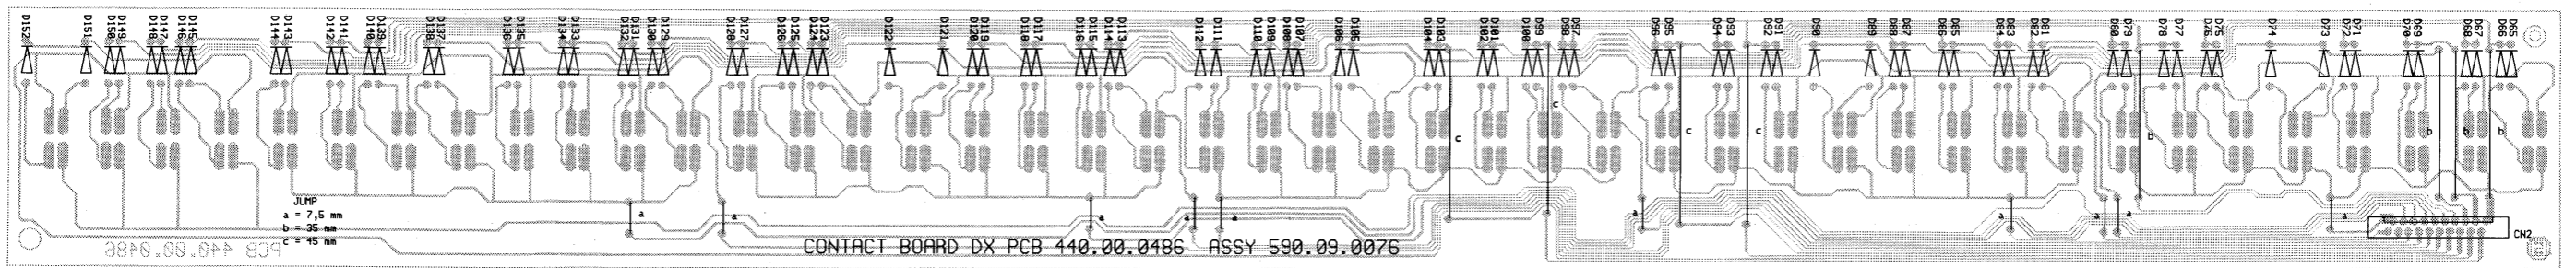 D152 D151 D150 D149 D148 D147 D146 D145 D144 D143 D142 D141 D140 D139 D138 D137 D136 D135 D134 D133 D132 D131 D130 D129 D128 D127 D126 D125 D124 D123 D122 D121 D120 D119 D118 D117 D116 D115 D114 D113 D112 D111 D110 D109 D108 D107 D106 D105 D104 D103 D102 D101 D100 D99 D98 D97 D96 D95 D94 D93 D92 D91 D90 D89 D88 D87 D86 D85 D84 D83 D82 D81 D80 D79 D78 D77 D76 D75 D74 D73 D72 D71 D70 D69 D68 D67 D66 D65
c
c c c b b b b
JUMP
a = 7,5 mm
b = 35 mm
c = 45 mm
a a a a a a a a
CN2
PCB 440.00.0486
CONTACT BOARD DX PCB 440.00.0486 ASSY 590.09.0076